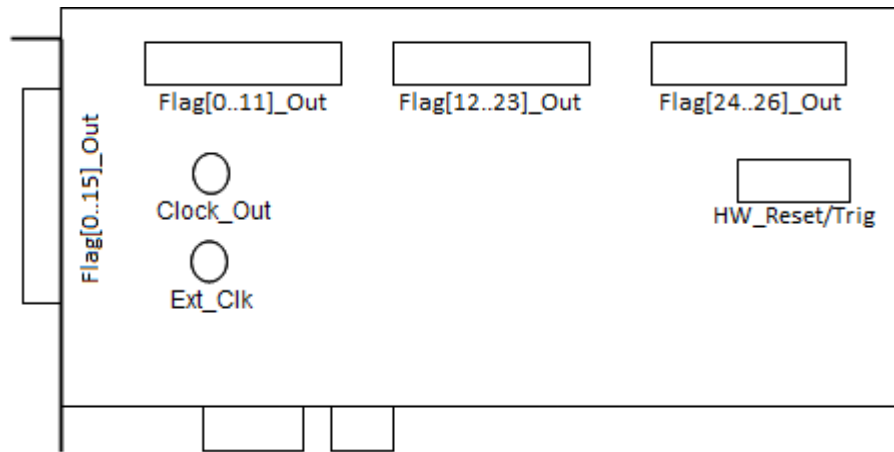 Flag[0..11]_Out
Flag[12..23]_Out
Flag[24..26]_Out
Flag[0..15]_Out
Clock_Out
HW_Reset/Trig
Ext_Clk